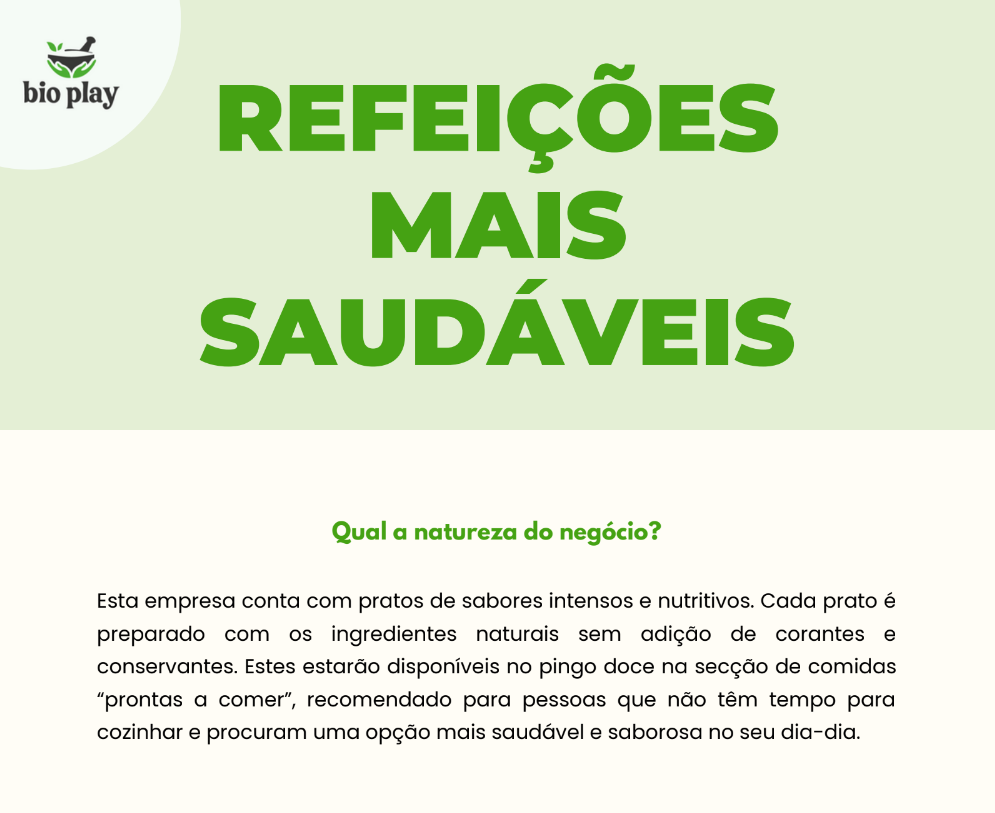 bio play
REFEIÇÕES
MAIS
SAUDÁVEIS
Qual a natureza do negócio?
Esta empresa conta com pratos de sabores intensos e nutritivos. Cada prato é
preparado com os ingredientes naturais sem adição de corantes e
conservantes. Estes estarão disponíveis no pingo doce na secção de comidas
“prontas a comer”, recomendado para pessoas que não têm tempo para
cozinhar e procuram uma opção mais saudável e saborosa no seu dia-dia.